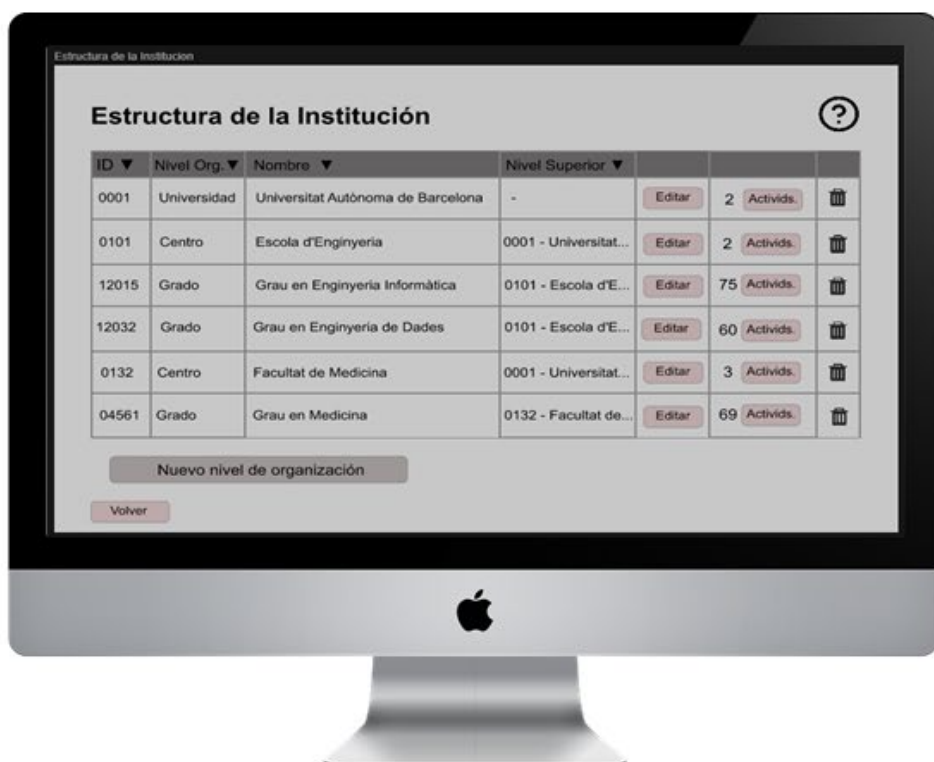 Estructura de la Institucion
Estructura de la Institución
?
ID ▼ Nivel Org. ▼ Nombre ▼ Nivel Superior ▼
0001 Universidad Universitat Autònoma de Barcelona - Editar 2 Activids.
0101 Centro Escola d'Enginyeria 0001 - Universitat... Editar 2 Activids.
12015 Grado Grau en Enginyeria Informàtica 0101 - Escola d'E... Editar 75 Activids.
12032 Grado Grau en Enginyeria de Dades 0101 - Escola d'E... Editar 60 Activids.
0132 Centro Facultat de Medicina 0001 - Universitat... Editar 3 Activids.
04561 Grado Grau en Medicina 0132 - Facultat de... Editar 69 Activids.
Nuevo nivel de organización
Volver